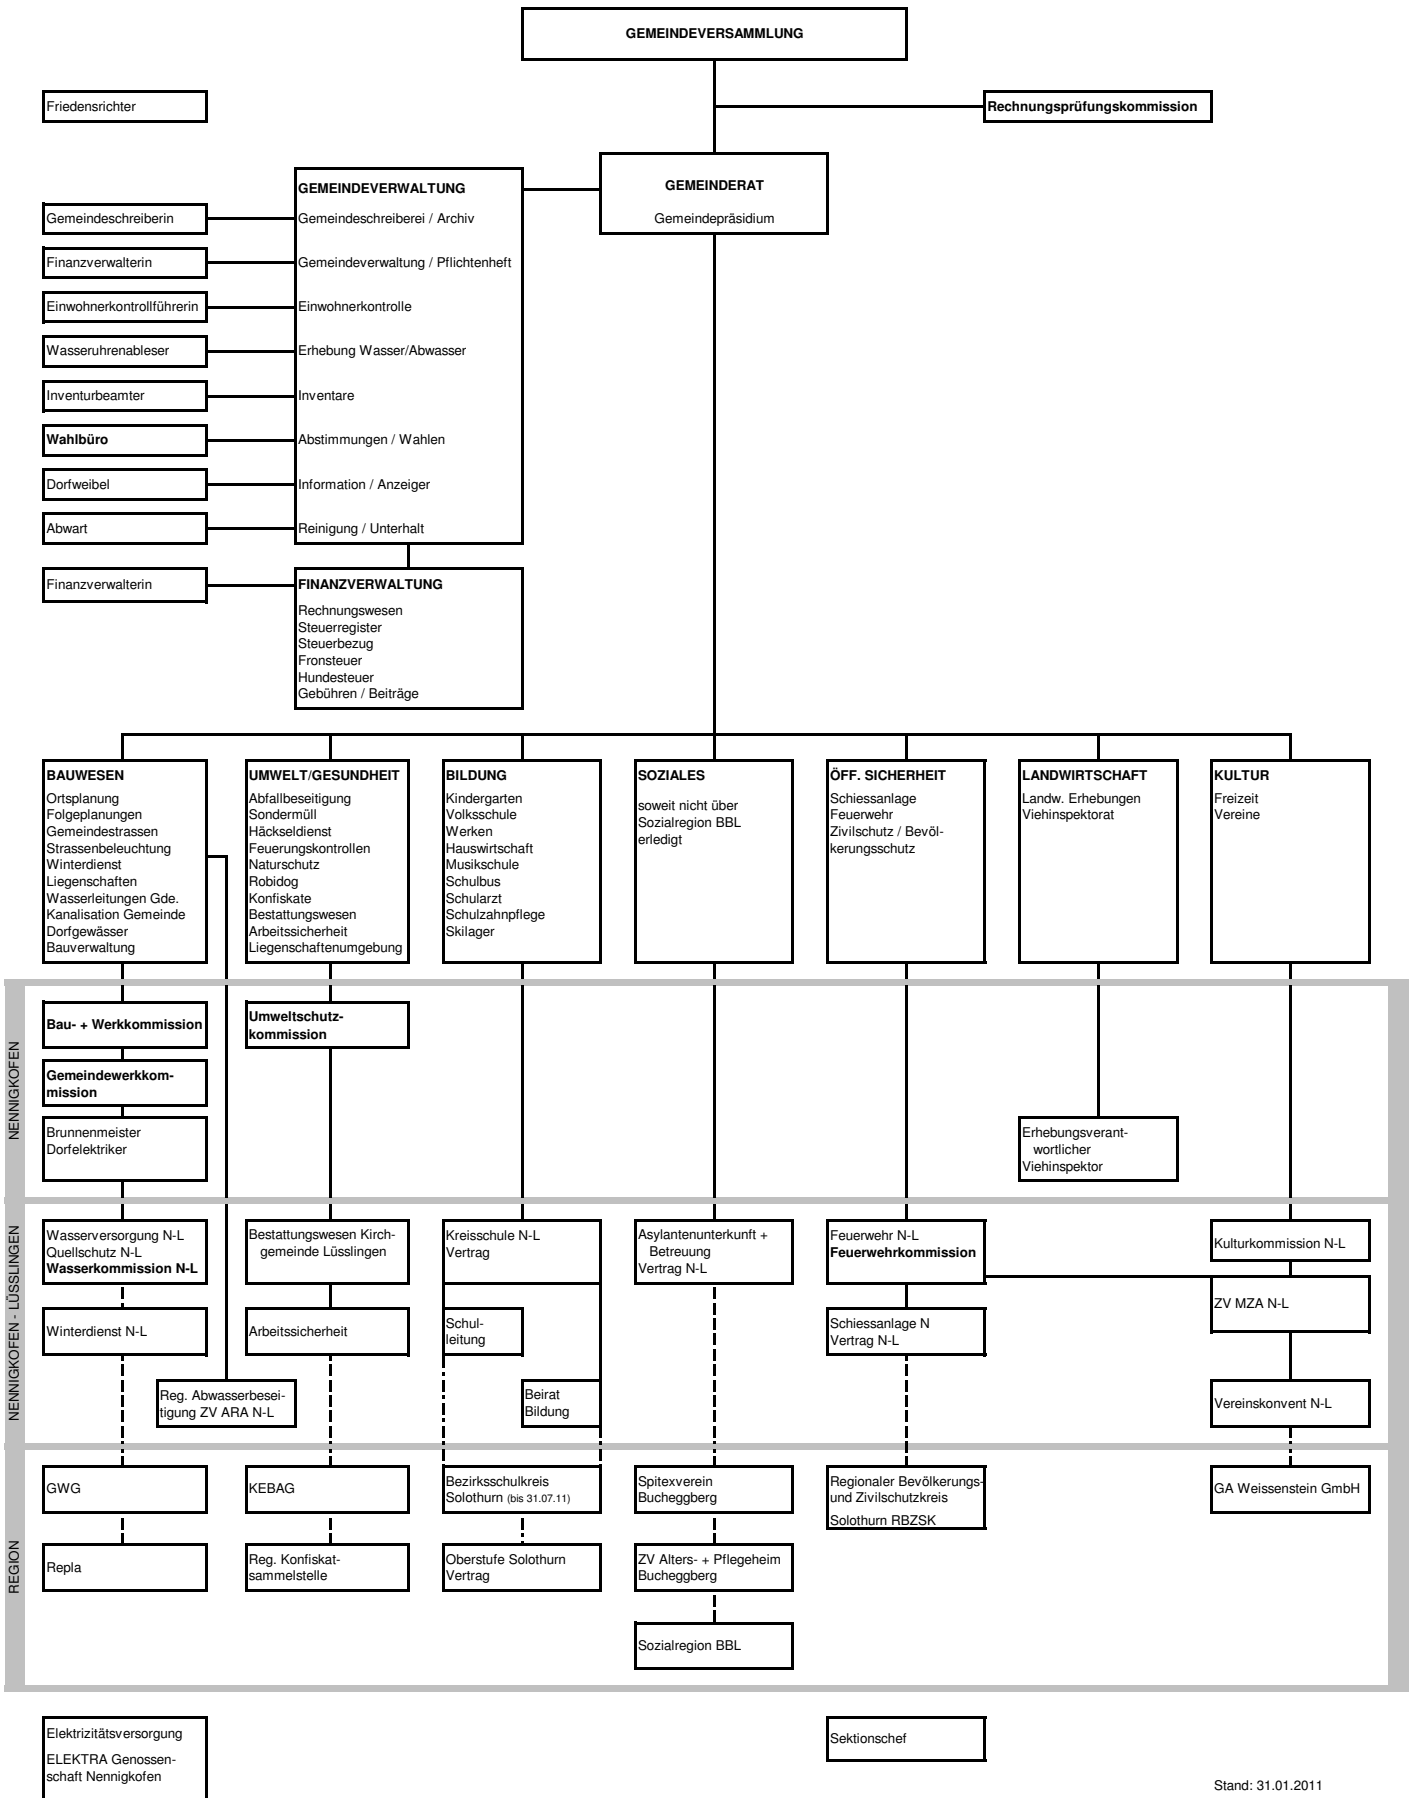 GEMEINDEVERSAMMLUNG
Friedensrichter
Rechnungsprüfungskommission
GEMEINDERAT
Gemeindepräsidium
GEMEINDEVERWALTUNG
Gemeindeschreiberin
Gemeindeschreiberei / Archiv
Finanzverwalterin
Gemeindeverwaltung / Pflichtenheft
Einwohnerkontrollführerin
Einwohnerkontrolle
Wasseruhrenableser
Erhebung Wasser/Abwasser
Inventurbeamter
Inventare
Wahlbüro
Abstimmungen / Wahlen
Dorfweibel
Information / Anzeiger
Abwart
Reinigung / Unterhalt
Finanzverwalterin
FINANZVERWALTUNG
Rechnungswesen
Steuerregister
Steuerbezug
Fronsteuer
Hundesteuer
Gebühren / Beiträge
BAUWESEN
Ortsplanung
Folgeplanungen
Gemeindestrassen
Strassenbeleuchtung
Winterdienst
Liegenschaften
Wasserleitungen Gde.
Kanalisation Gemeinde
Dorfgewässer
Bauverwaltung
UMWELT/GESUNDHEIT
Abfallbeseitigung
Sondermüll
Häckseldienst
Feuerungskontrollen
Naturschutz
Robidog
Konfiskate
Bestattungswesen
Arbeitssicherheit
Liegenschaftenumgebung
BILDUNG
Kindergarten
Volksschule
Werken
Hauswirtschaft
Musikschule
Schulbus
Schularzt
Schulzahnpflege
Skilager
SOZIALES
soweit nicht über
Sozialregion BBL
erledigt
ÖFF. SICHERHEIT
Schiessanlage
Feuerwehr
Zivilschutz / Bevöl-
kerungsschutz
LANDWIRTSCHAFT
Landw. Erhebungen
Viehinspektorat
KULTUR
Freizeit
Vereine
NENNIGKOFEN
Bau- + Werkkommission
Gemeindewerkkom-
mission
Brunnenmeister
Dorfelektriker
Umweltschutz-
kommission
Erhebungsverant-
wortlicher
Viehinspektor
NENNIGKOFEN - LÜSSLINGEN
Wasserversorgung N-L
Quellschutz N-L
Wasserkommission N-L
Winterdienst N-L
Reg. Abwasserbesei-
tigung ZV ARA N-L
Bestattungswesen Kirch-
gemeinde Lüsslingen
Arbeitssicherheit
Kreisschule N-L
Vertrag
Schul-
leitung
Beirat
Bildung
Asylantenunterkunft +
Betreuung
Vertrag N-L
Feuerwehr N-L
Feuerwehrkommission
Schiessanlage N
Vertrag N-L
Kulturkommission N-L
ZV MZA N-L
Vereinskonvent N-L
REGION
GWG
Repla
KEBAG
Reg. Konfiskat-
sammelstelle
Bezirksschulkreis
Solothurn (bis 31.07.11)
Oberstufe Solothurn
Vertrag
Spitexverein
Bucheggberg
ZV Alters- + Pflegeheim
Bucheggberg
Sozialregion BBL
Regionaler Bevölkerungs-
und Zivilschutzkreis
Solothurn RBZSK
GA Weissenstein GmbH
Elektrizitätsversorgung
ELEKTRA Genossen-
schaft Nennigkofen
Sektionschef
Stand: 31.01.2011